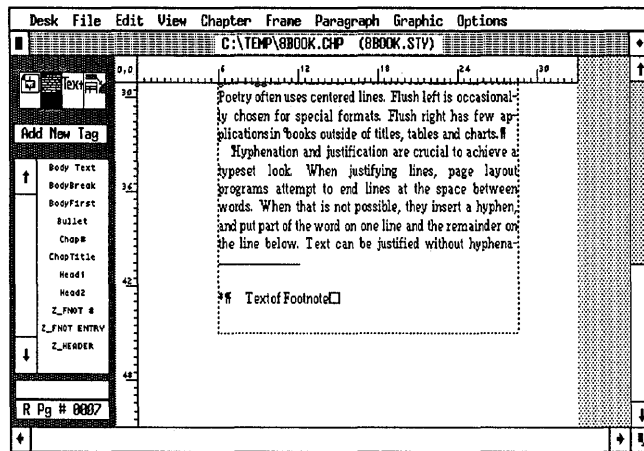 Desk File Edit View Chapter Frame Paragraph Graphic Options
C:\TEMP\8BOOK.CHP (8BOOK.STY)
Text
0,0
6 12 18 24 30
Add New Tag
Body Text
BodyBreak
BodyFirst
Bullet
Chap#
ChapTitle
Head1
Head2
Z_FNOT #
Z_FNOT ENTRY
Z_HEADER
R Pg # 0007
30
36
42
48
Poetry often uses centered lines. Flush left is occasional-
ly chosen for special formats. Flush right has few ap-
plications in books outside of titles, tables and charts.¶
Hyphenation and justification are crucial to achieve a
typeset look. When justifying lines, page layout
programs attempt to end lines at the space between
words. When that is not possible, they insert a hyphen,
and put part of the word on one line and the remainder on
the line below. Text can be justified without hyphena-
*¶ Text of Footnote□